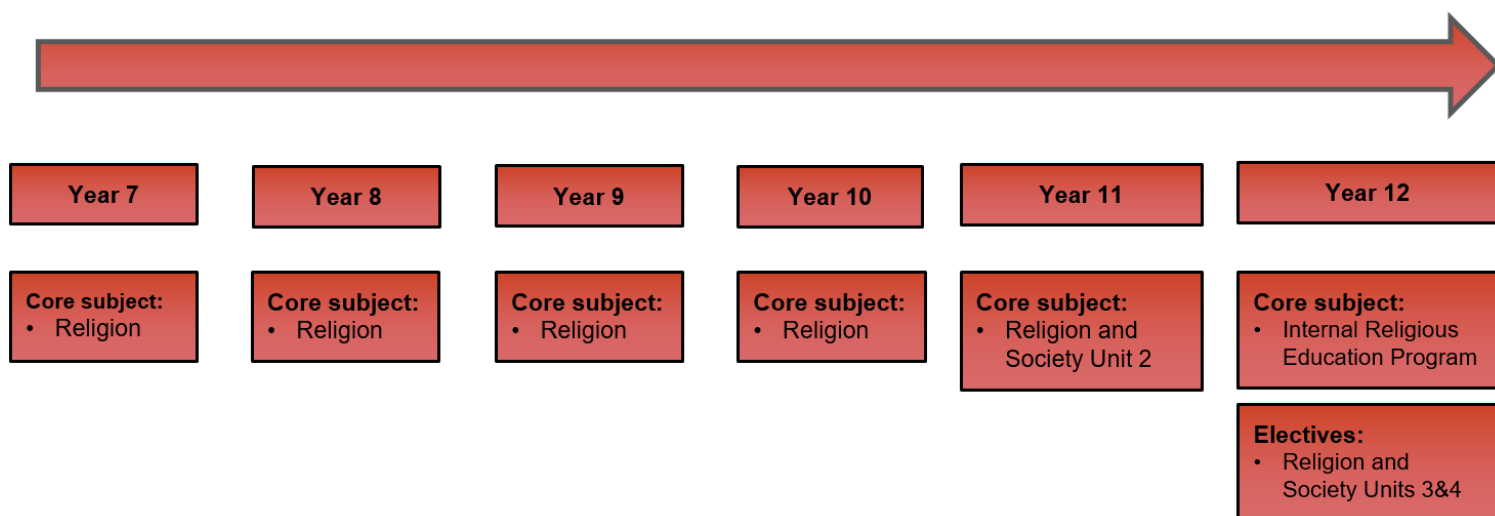 Year 7
Year 8
Year 9
Year 10
Year 11
Year 12
Core subject:
• Religion
Core subject:
• Religion
Core subject:
• Religion
Core subject:
• Religion
Core subject:
• Religion and
Society Unit 2
Core subject:
• Internal Religious
Education Program
Electives:
• Religion and
Society Units 3&4